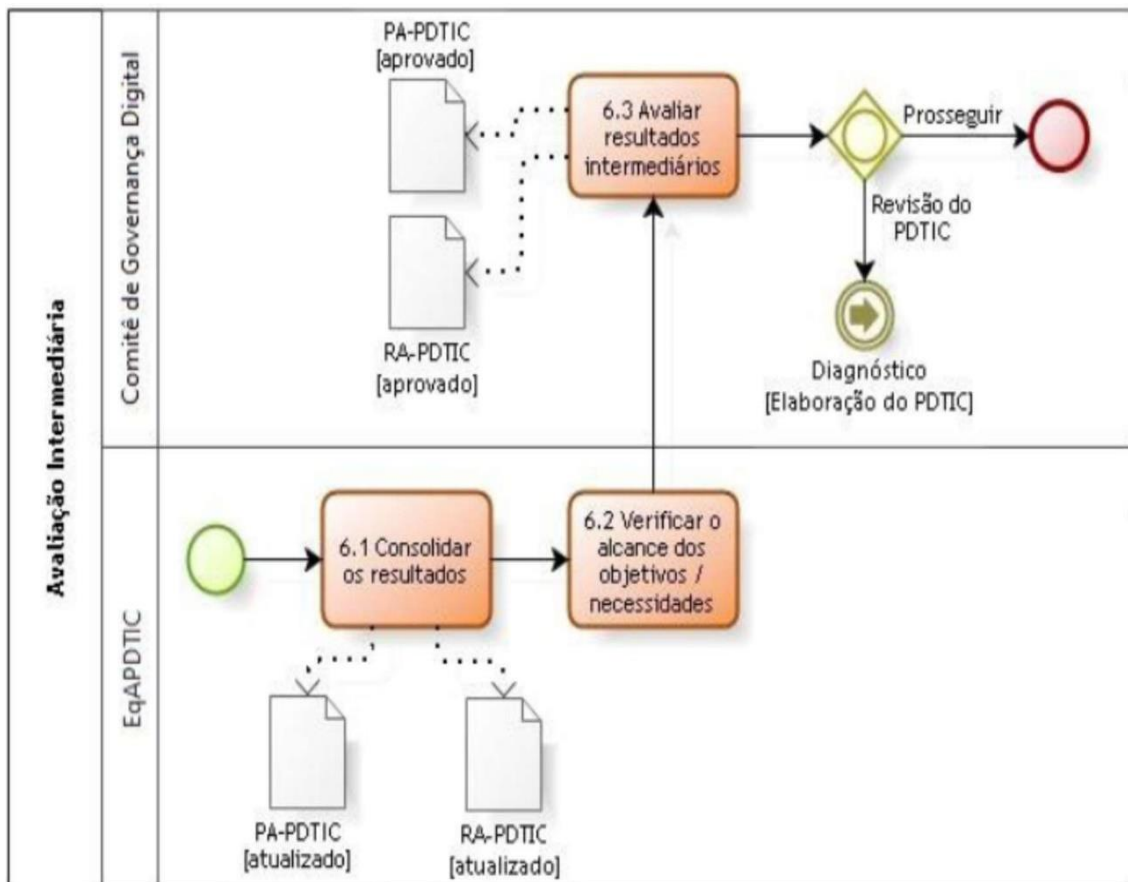 Avaliação Intermediária
Comitê de Governança Digital
PA-PDTIC
[aprovado]
RA-PDTIC
[aprovado]
6.3 Avaliar
resultados
intermediários
Prosseguir
Revisão do
PDTIC
Diagnóstico
[Elaboração do PDTIC]
EqAPDTIC
6.1 Consolidar
os resultados
6.2 Verificar o
alcance dos
objetivos /
necessidades
PA-PDTIC
[atualizado]
RA-PDTIC
[atualizado]